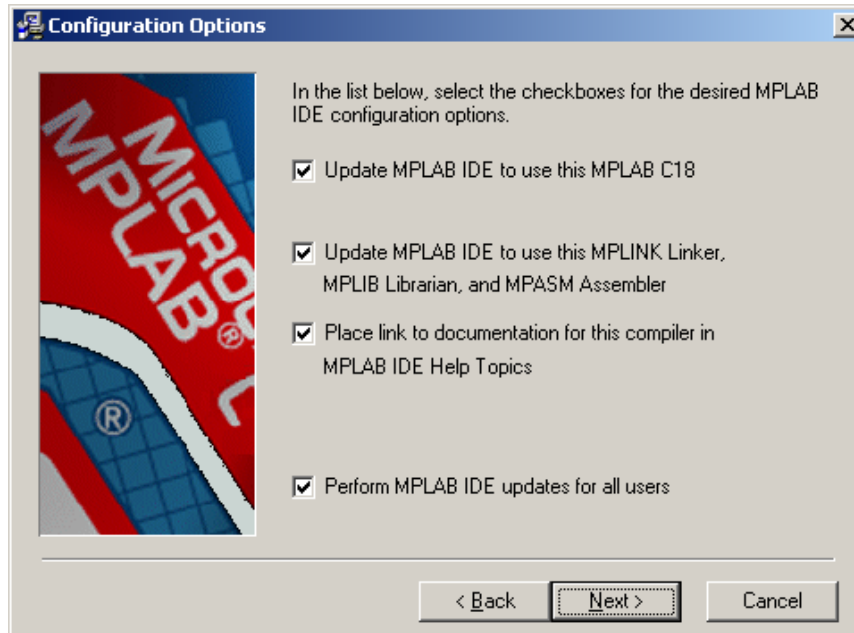 Configuration Options
In the list below, select the checkboxes for the desired MPLAB
IDE configuration options.
Update MPLAB IDE to use this MPLAB C18
Update MPLAB IDE to use this MPLINK Linker,
MPLIB Librarian, and MPASM Assembler
Place link to documentation for this compiler in
MPLAB IDE Help Topics
Perform MPLAB IDE updates for all users
MICROC
MPLAB® C
®
< Back
Next >
Cancel